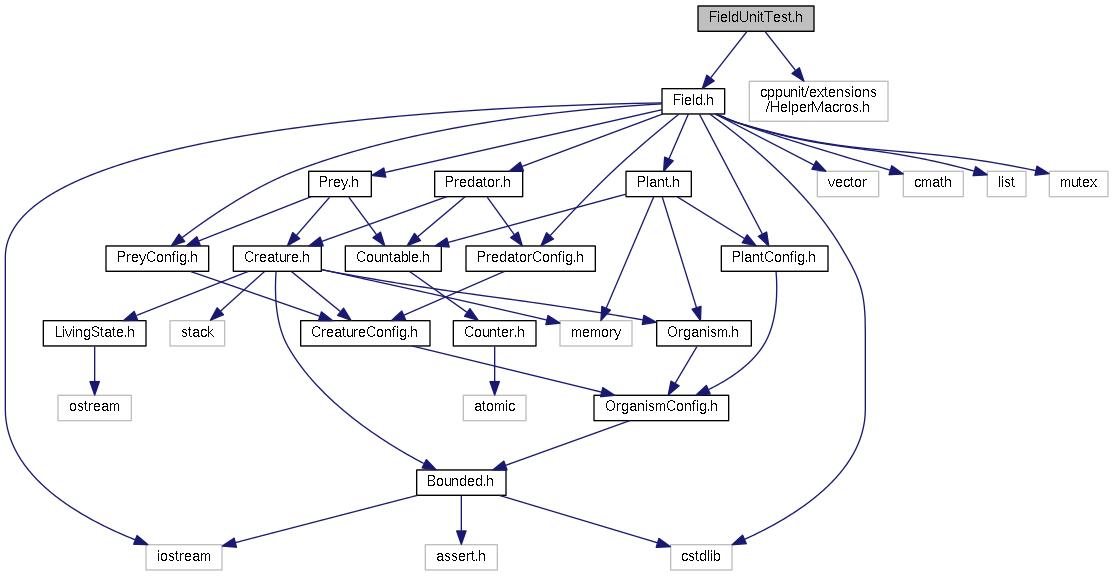 FieldUnitTest.h
Field.h
cppunit/extensions
/HelperMacros.h
Prey.h
Predator.h
Plant.h
vector
cmath
list
mutex
PreyConfig.h
Creature.h
Countable.h
PredatorConfig.h
PlantConfig.h
LivingState.h
stack
CreatureConfig.h
Counter.h
memory
Organism.h
ostream
atomic
OrganismConfig.h
Bounded.h
iostream
assert.h
cstdlib